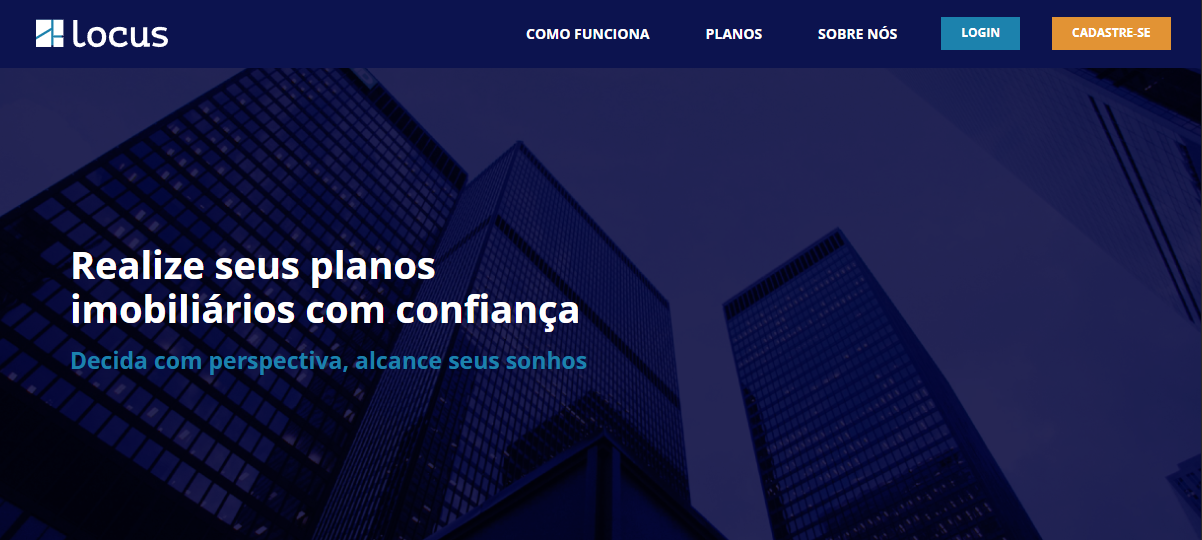 locus
COMO FUNCIONA
PLANOS
SOBRE NÓS
LOGIN
CADASTRE-SE
Realize seus planos
imobiliários com confiança
Decida com perspectiva, alcance seus sonhos